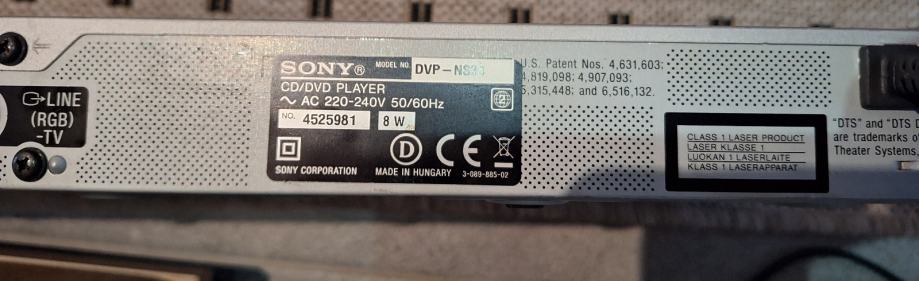 LINE
(RGB)
-TV
SONY®
MODEL NO.
CD/DVD PLAYER
~ AC 220-240V 50/60Hz
NO. 4525981 8 W
D CE
SONY CORPORATION MADE IN HUNGARY 3-089-885-02
U.S. Patent Nos. 4,631,603;
4,819,098; 4,907,093;
5,315,448; and 6,516,132.
CLASS 1 LASER PRODUCT
LASER KLASSE 1
LUOKAN 1 LASERLAITE
KLASS 1 LASERAPPARAT
"DTS" and "DTS
are trademarks
Theater Systems,